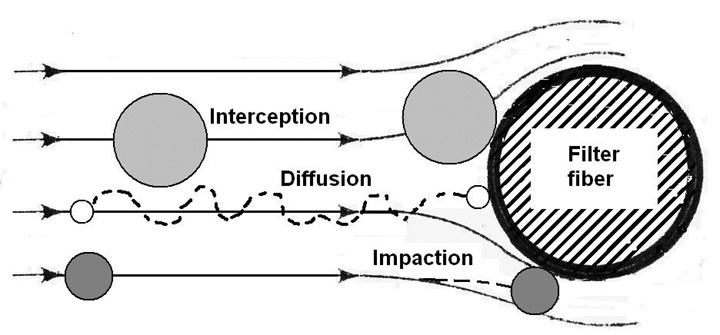 Interception
Diffusion
Impaction
Filter
fiber